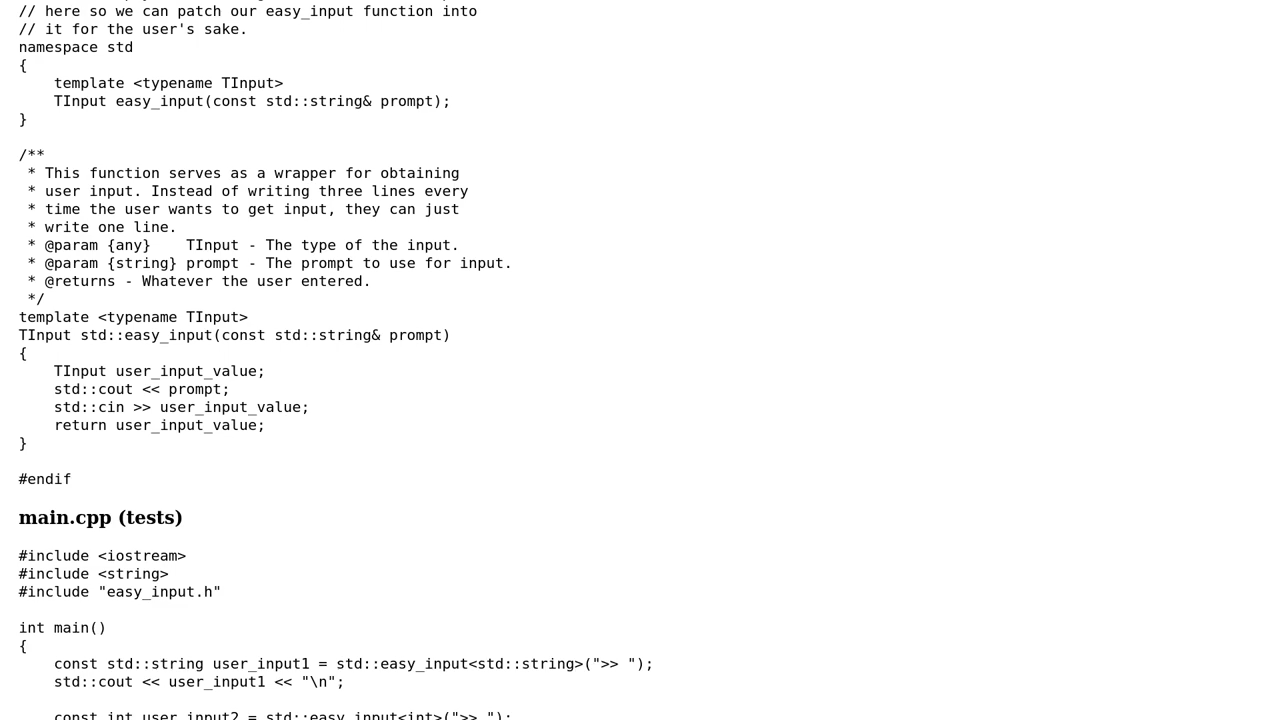 // here so we can patch our easy_input function into
// it for the user's sake.
namespace std
{
    template <typename TInput>
    TInput easy_input(const std::string& prompt);
}

/**
 * This function serves as a wrapper for obtaining
 * user input. Instead of writing three lines every
 * time the user wants to get input, they can just
 * write one line.
 * @param {any}    TInput - The type of the input.
 * @param {string} prompt - The prompt to use for input.
 * @returns - Whatever the user entered.
 */
template <typename TInput>
TInput std::easy_input(const std::string& prompt)
{
    TInput user_input_value;
    std::cout << prompt;
    std::cin >> user_input_value;
    return user_input_value;
}

#endif
main.cpp (tests)
#include <iostream>
#include <string>
#include "easy_input.h"

int main()
{
    const std::string user_input1 = std::easy_input<std::string>(">> ");
    std::cout << user_input1 << "\n";

    const int user_input2 = std::easy_input<int>(">> ");